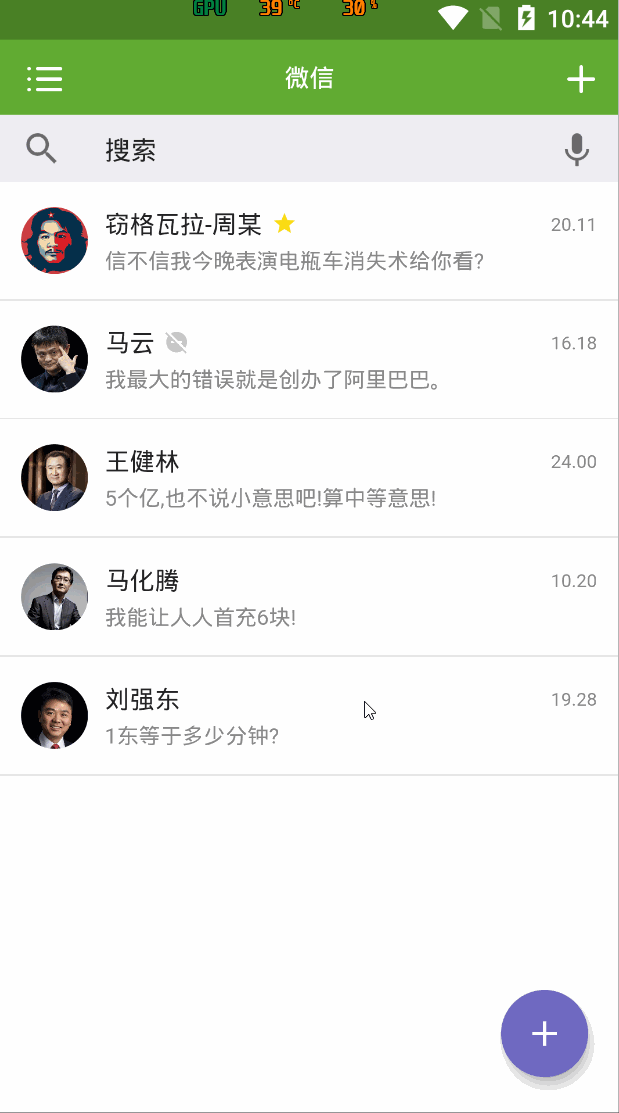 GPU 39°C 30% 10:44
微信
搜索
窃格瓦拉-周某 20.11
信不信我今晚表演电瓶车消失术给你看?
马云 16.18
我最大的错误就是创办了阿里巴巴。
王健林 24.00
5个亿,也不说小意思吧!算中等意思!
马化腾 10.20
我能让人人首充6块!
刘强东 19.28
1东等于多少分钟?